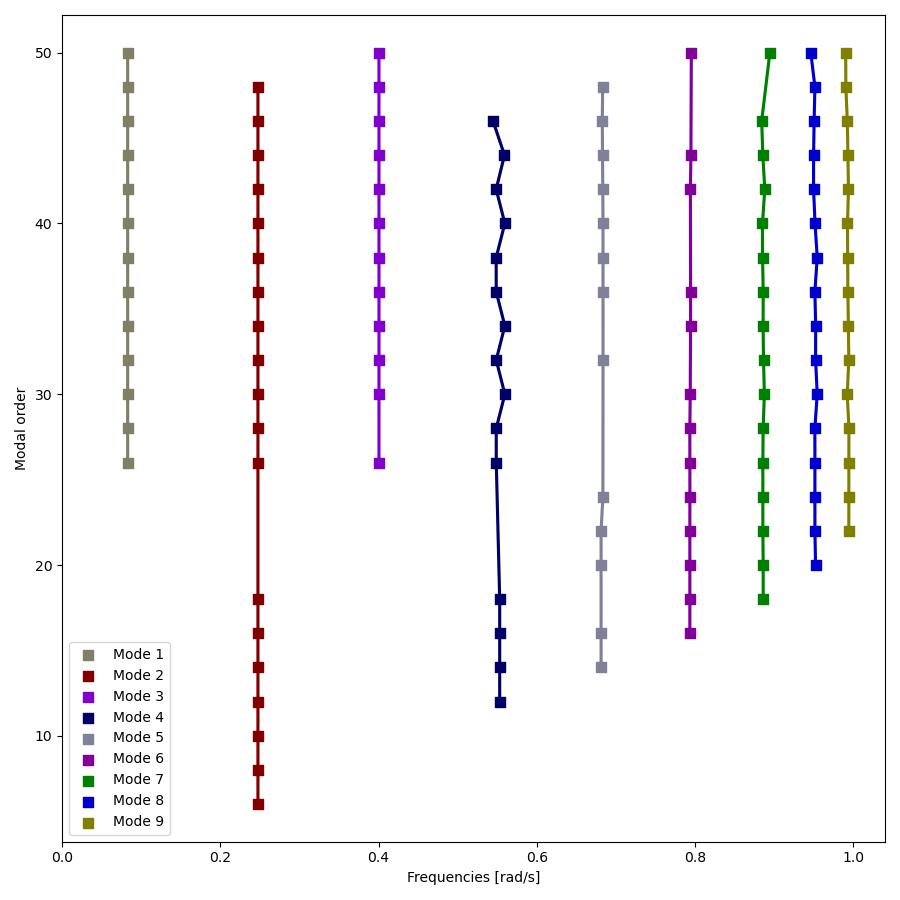 50
40
30
20
10
Modal order
Mode 1
Mode 2
Mode 3
Mode 4
Mode 5
Mode 6
Mode 7
Mode 8
Mode 9
0.0 0.2 0.4 0.6 0.8 1.0
Frequencies [rad/s]